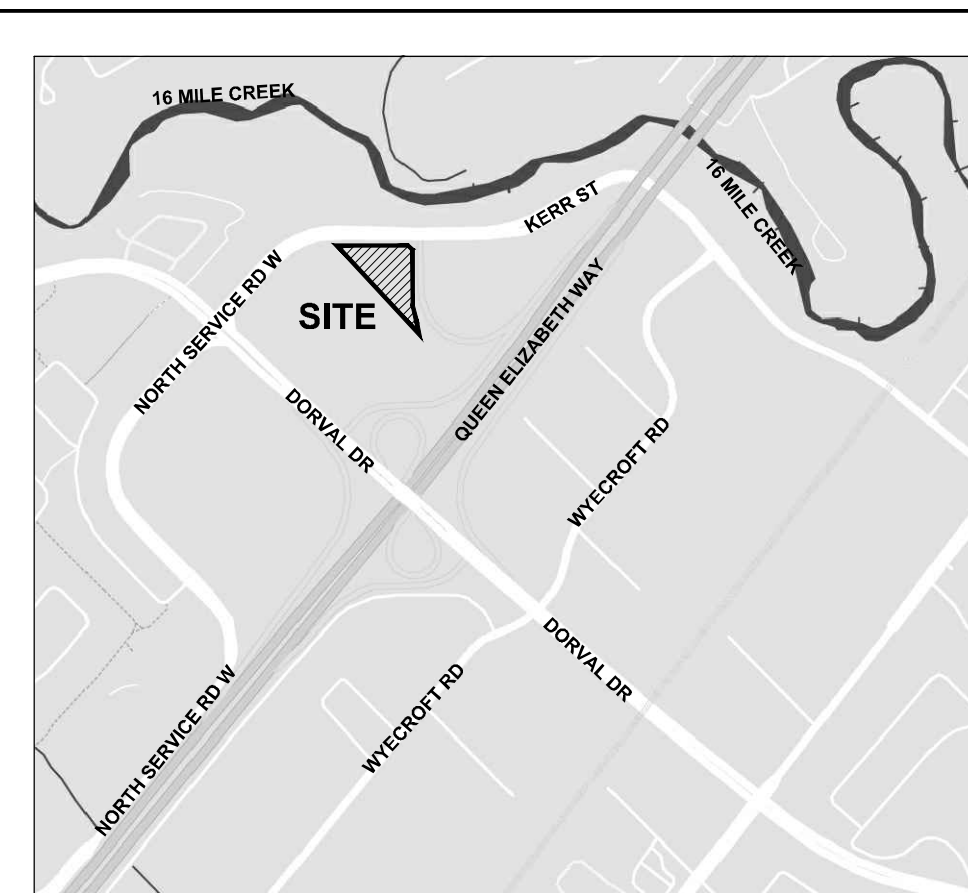 16 MILE CREEK
16 MILE CREEK
KERR ST
NORTH SERVICE RD W
SITE
QUEEN ELIZABETH WAY
DORVAL DR
WYECROFT RD
DORVAL DR
WYECROFT RD
NORTH SERVICE RD W